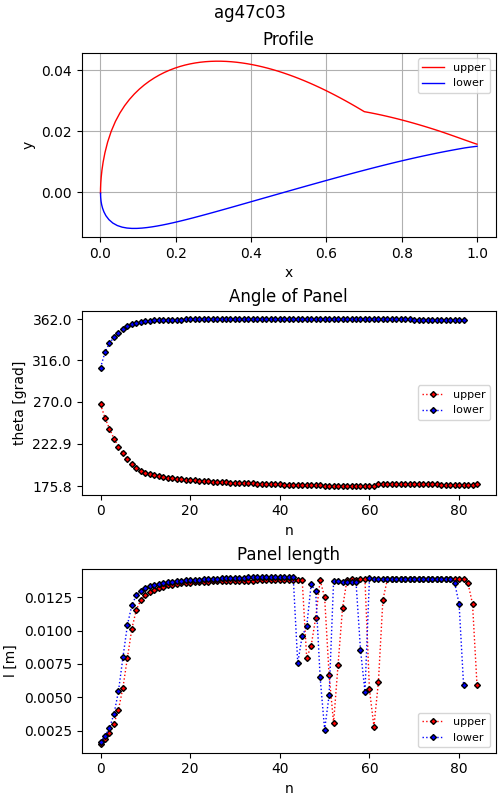 ag47c03
Profile
upper
lower
0.04
0.02
0.00
y
0.0 0.2 0.4 0.6 0.8 1.0
x
Angle of Panel
362.0
316.0
270.0
222.9
175.8
theta [grad]
upper
lower
0 20 40 60 80
n
Panel length
0.0125
0.0100
0.0075
0.0050
0.0025
l [m]
upper
lower
0 20 40 60 80
n